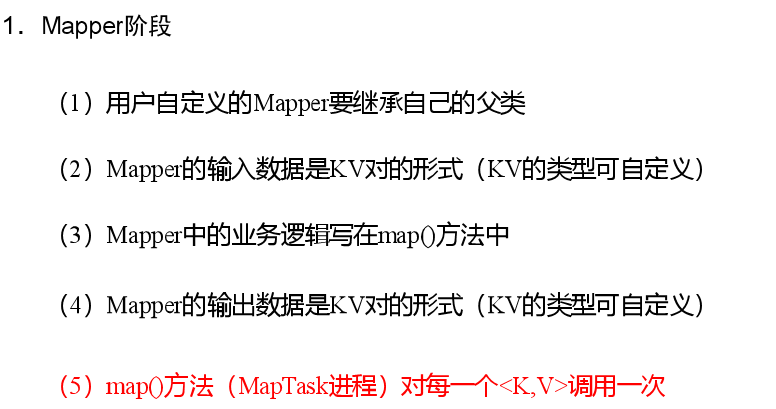 1．Mapper阶段
（1）用户自定义的Mapper要继承自己的父类
（2）Mapper的输入数据是KV对的形式（KV的类型可自定义）
（3）Mapper中的业务逻辑写在map()方法中
（4）Mapper的输出数据是KV对的形式（KV的类型可自定义）
（5）map()方法（MapTask进程）对每一个<K,V>调用一次